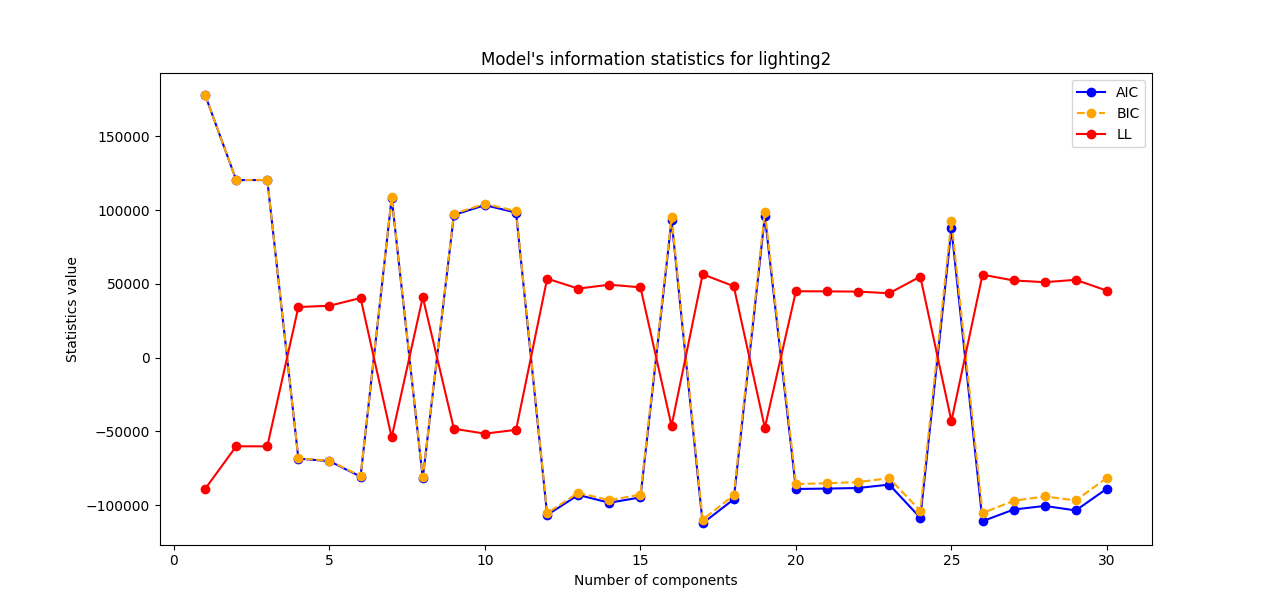 Model's information statistics for lighting2
AIC
BIC
LL
Statistics value
150000
100000
50000
0
−50000
−100000
0 5 10 15 20 25 30
Number of components